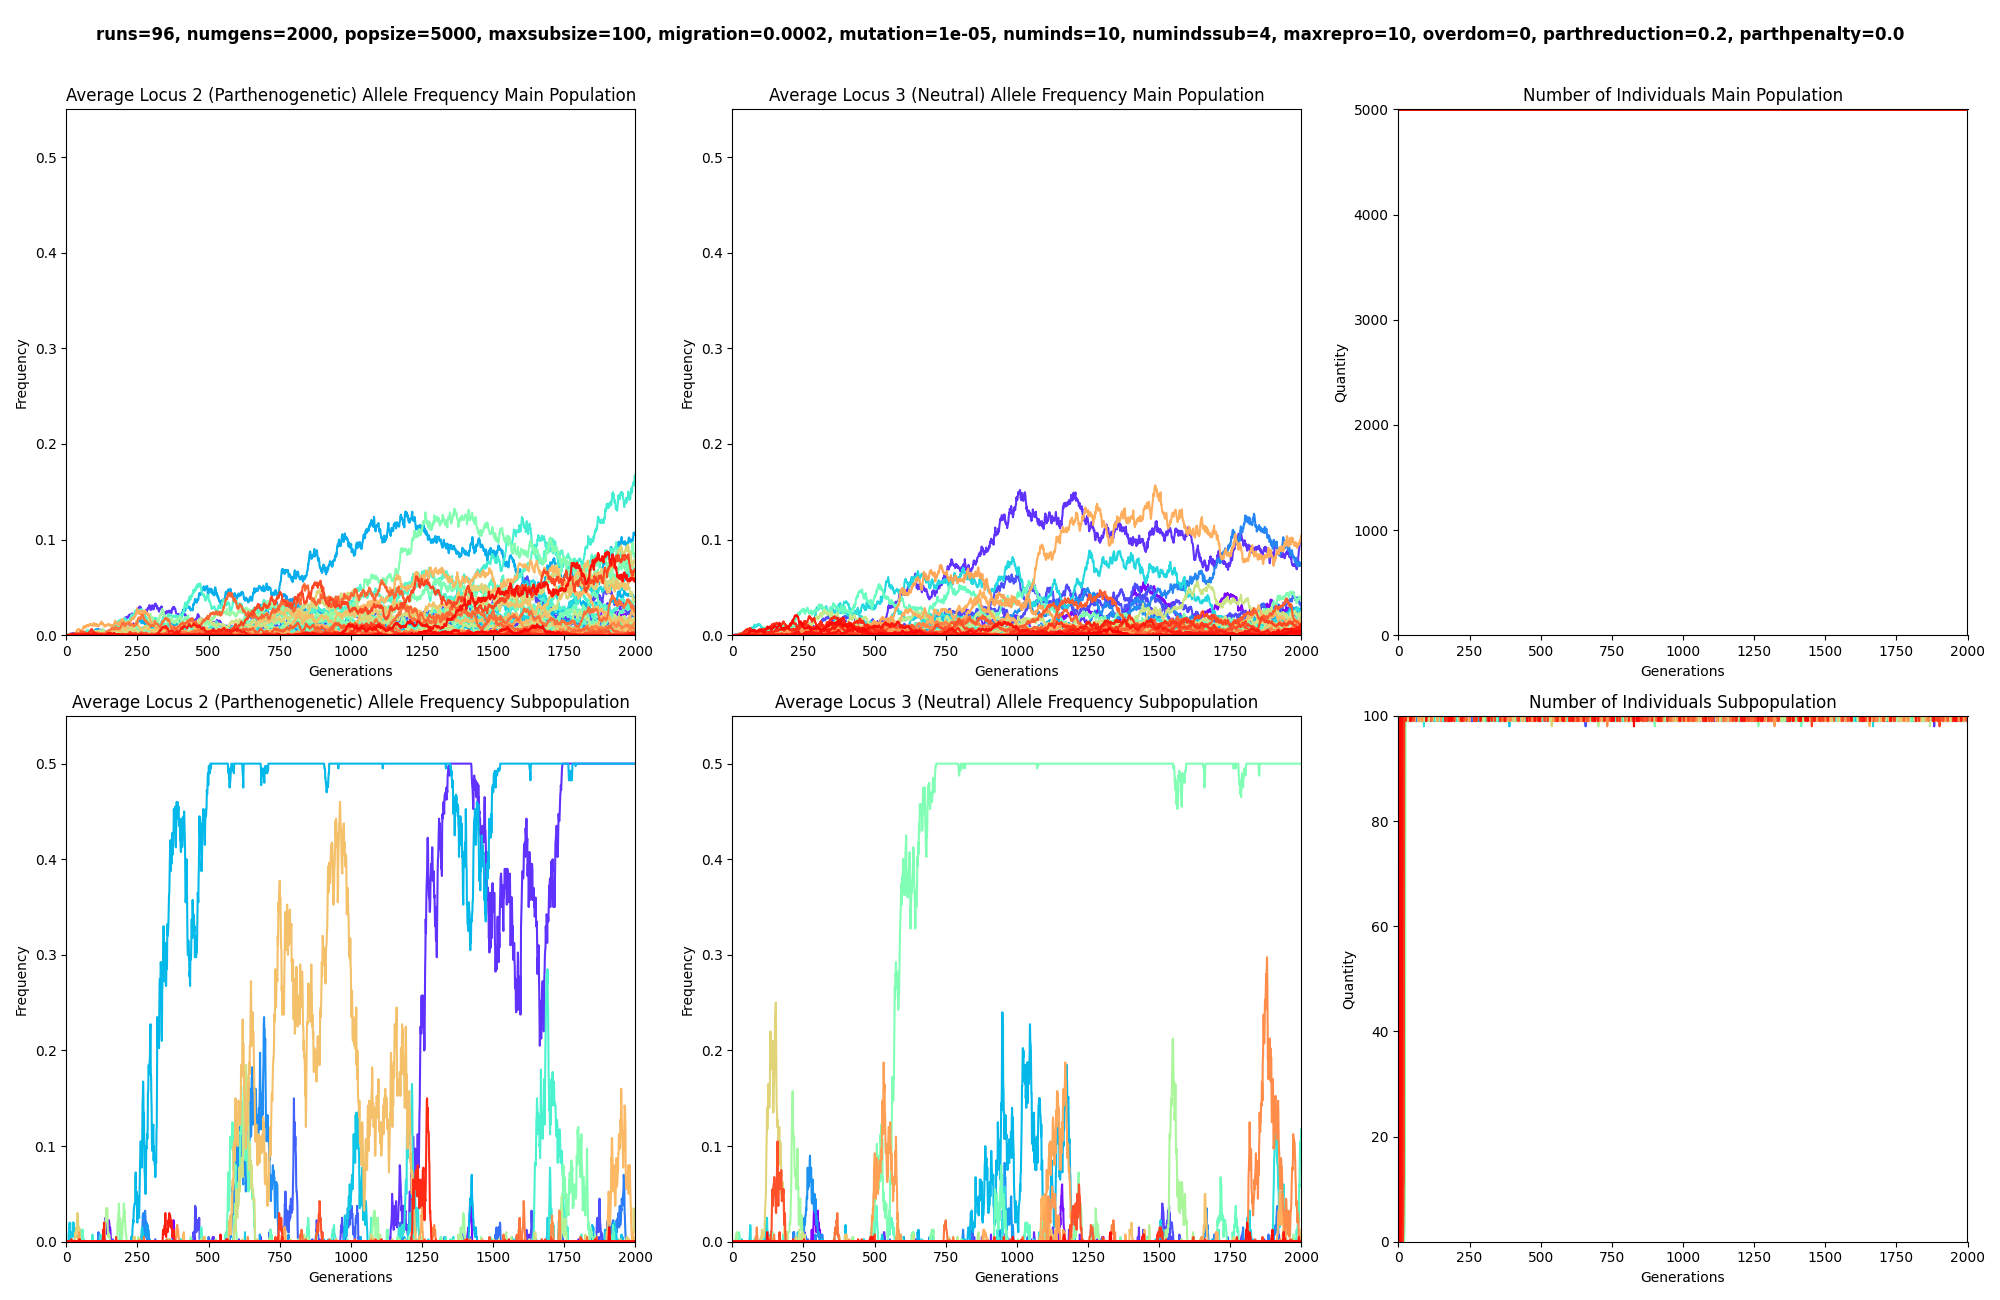 runs=96, numgens=2000, popsize=5000, maxsubsize=100, migration=0.0002, mutation=1e-05, numinds=10, numindssub=4, maxrepro=10, overdom=0, parthreduction=0.2, parthpenalty=0.0
Average Locus 2 (Parthenogenetic) Allele Frequency Main Population
0.5
0.4
0.3
0.2
0.1
0.0
Frequency
0 250 500 750 1000 1250 1500 1750 2000
Generations
Average Locus 3 (Neutral) Allele Frequency Main Population
0.5
0.4
0.3
0.2
0.1
0.0
Frequency
0 250 500 750 1000 1250 1500 1750 2000
Generations
Number of Individuals Main Population
5000
4000
3000
2000
1000
0
Quantity
0 250 500 750 1000 1250 1500 1750 2000
Generations
Average Locus 2 (Parthenogenetic) Allele Frequency Subpopulation
0.5
0.4
0.3
0.2
0.1
0.0
Frequency
0 250 500 750 1000 1250 1500 1750 2000
Generations
Average Locus 3 (Neutral) Allele Frequency Subpopulation
0.5
0.4
0.3
0.2
0.1
0.0
Frequency
0 250 500 750 1000 1250 1500 1750 2000
Generations
Number of Individuals Subpopulation
100
80
60
40
20
0
Quantity
0 250 500 750 1000 1250 1500 1750 2000
Generations